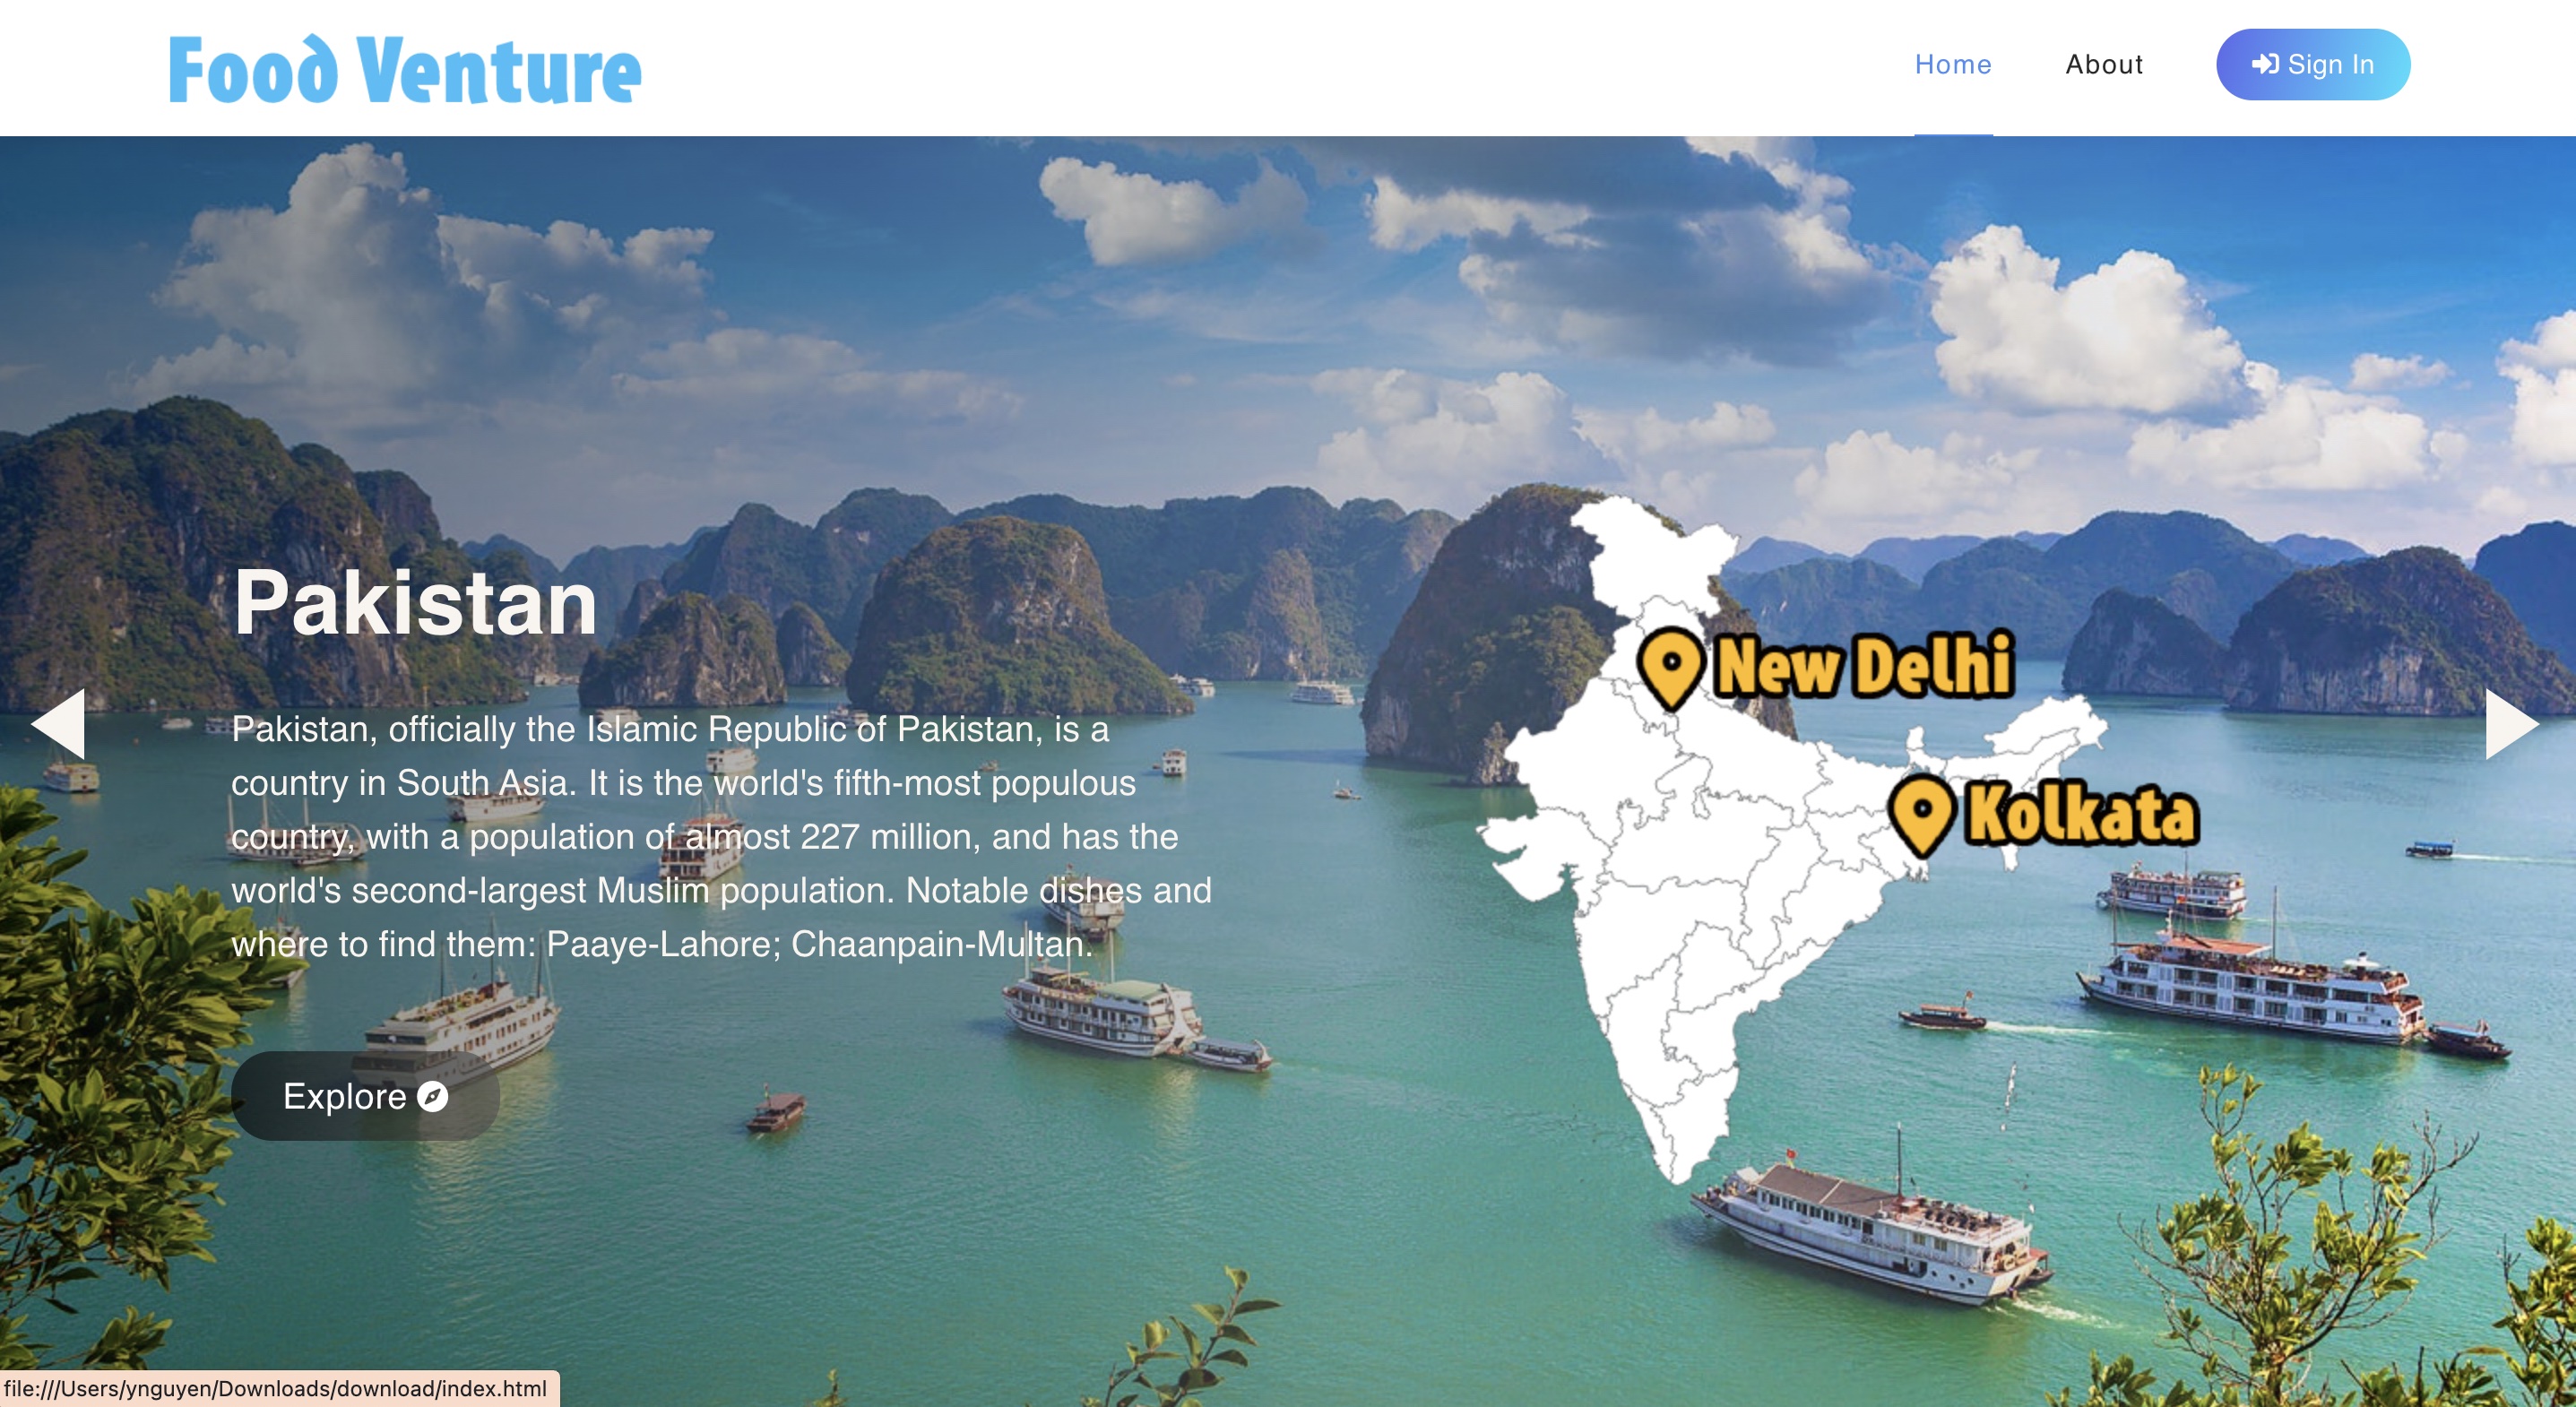 Food Venture
Home
About
Sign In
Pakistan
New Delhi
Pakistan, officially the Islamic Republic of Pakistan, is a
country in South Asia. It is the world's fifth-most populous
country, with a population of almost 227 million, and has the
world's second-largest Muslim population. Notable dishes and
where to find them: Paaye-Lahore; Chaanpain-Multan.
Kolkata
Explore
file:///Users/ynguyen/Downloads/download/index.html